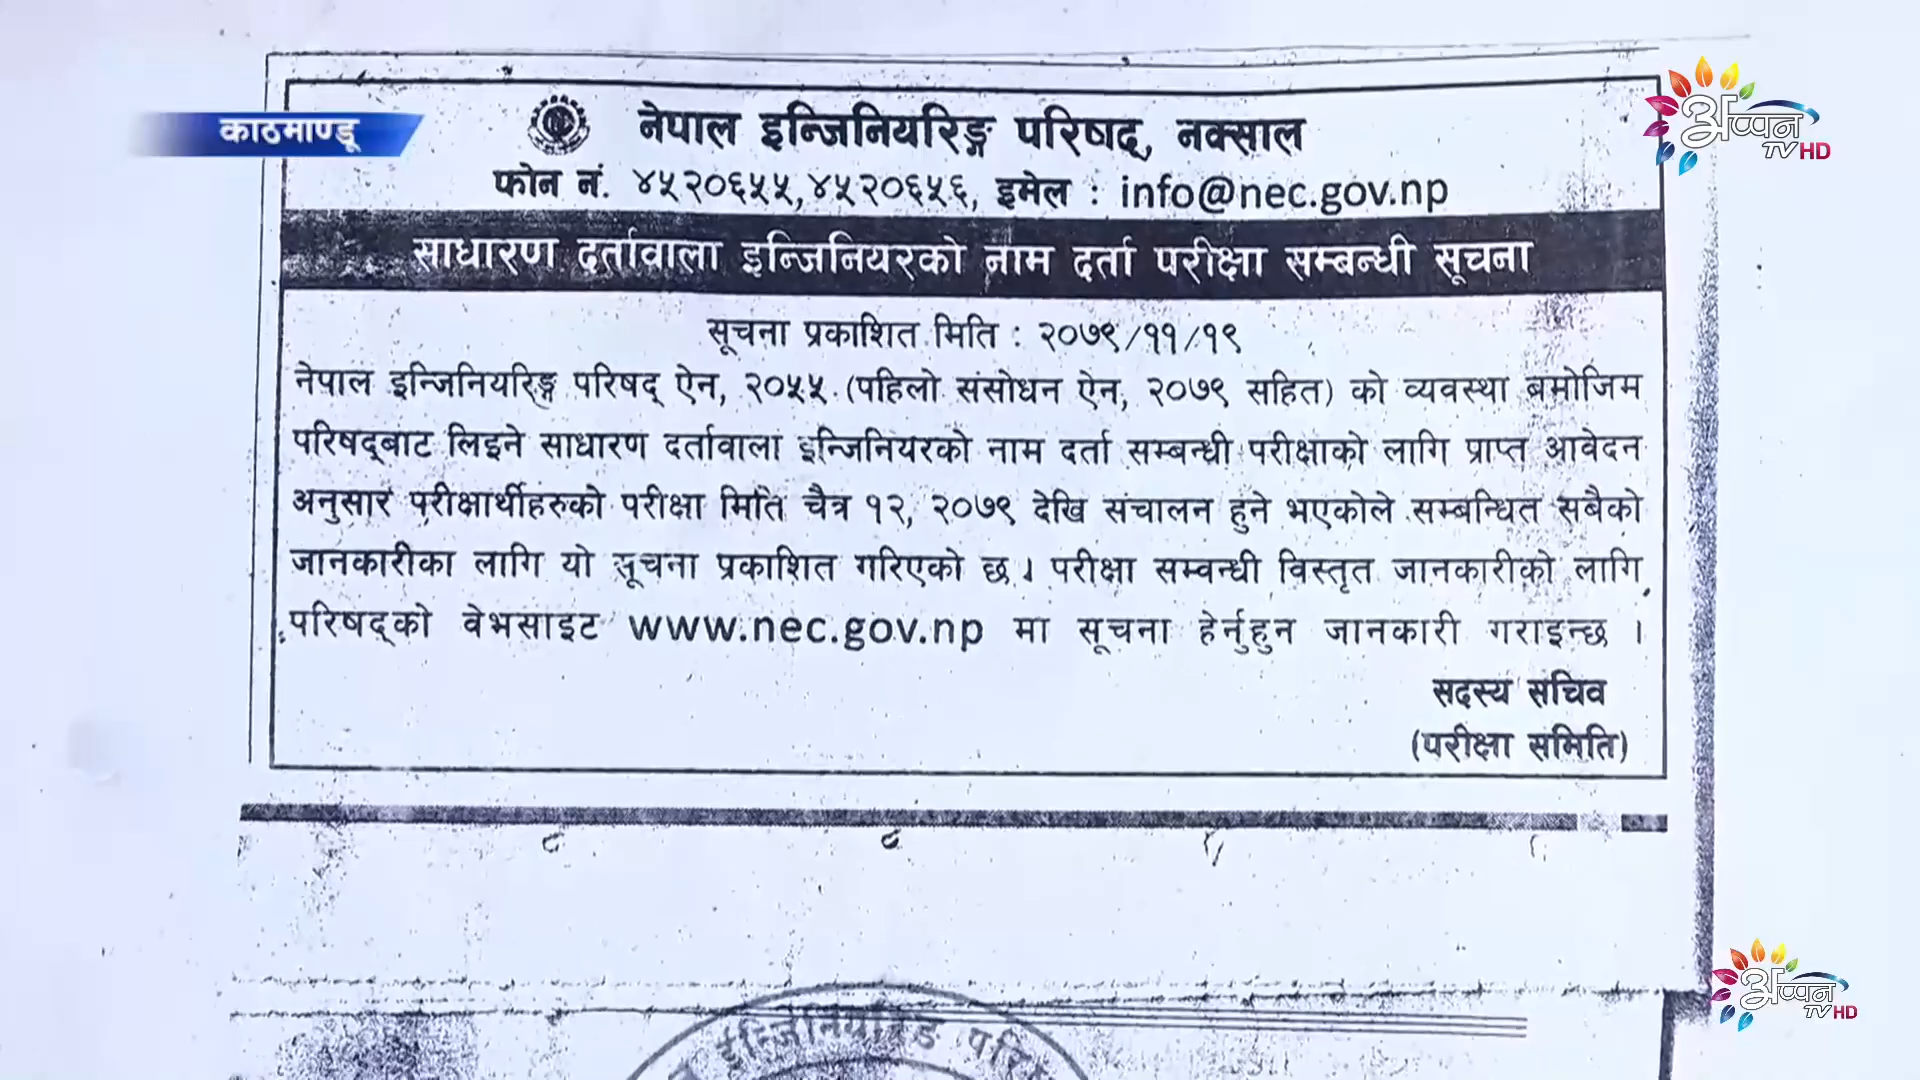 काठमाण्डू
अप्पन
TV HD
नेपाल इन्जिनियरिङ्ग परिषद्, नक्साल
फोन नं. ४५२०६५५,४५२०६५६, इमेल : info@nec.gov.np
साधारण दर्तावाला इन्जिनियरको नाम दर्ता परीक्षा सम्बन्धी सूचना
सूचना प्रकाशित मिति : २०७९/११/१९
नेपाल इन्जिनियरिङ्ग परिषद् ऐन, २०५५ (पहिलो संसोधन ऐन, २०७९ सहित) को व्यवस्था बमोजिम
परिषद्बाट लिइने साधारण दर्तावाला इन्जिनियरको नाम दर्ता सम्बन्धी परीक्षाको लागि प्राप्त आवेदन
अनुसार परीक्षार्थीहरुको परीक्षा मिति चैत्र १२, २०७९ देखि संचालन हुने भएकोले सम्बन्धित सबैको
जानकारीका लागि यो सूचना प्रकाशित गरिएको छ । परीक्षा सम्वन्धी विस्तृत जानकारीको लागि
परिषद्को वेभसाइट www.nec.gov.np मा सूचना हेर्नुहुन जानकारी गराइन्छ ।
सदस्य सचिव
(परीक्षा समिति)
अप्पन
TV HD
इन्जिनियरिङ